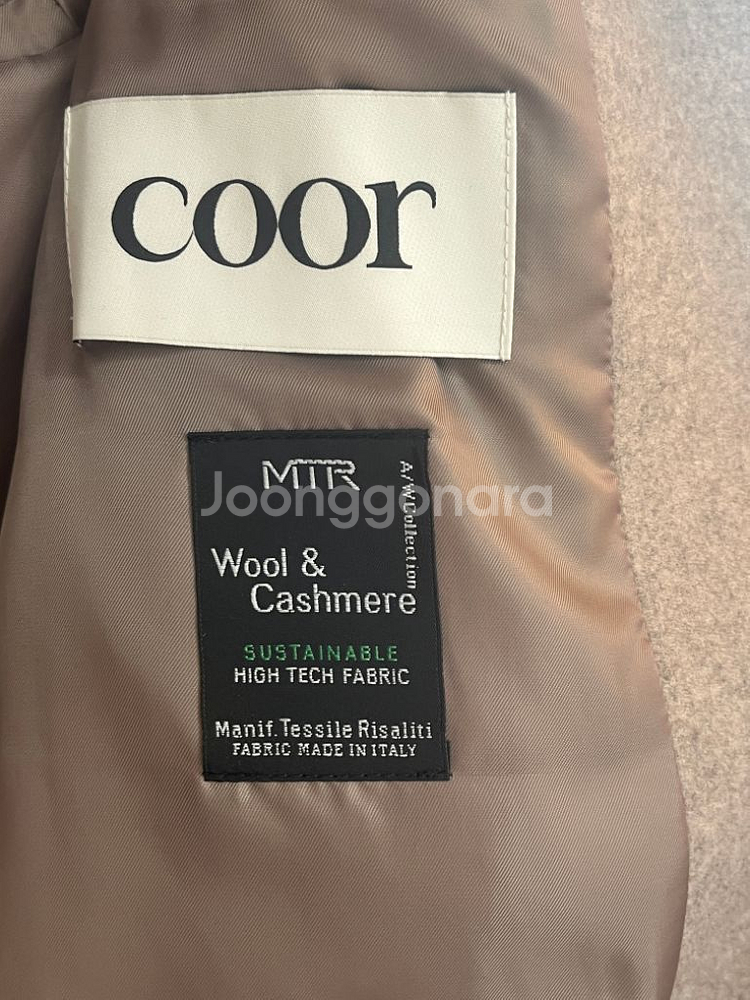 coor
MTR
A/W Collection
Joonggonara
Wool &
Cashmere
SUSTAINABLE
HIGH TECH FABRIC
Manif. Tessile Risaliti
FABRIC MADE IN ITALY